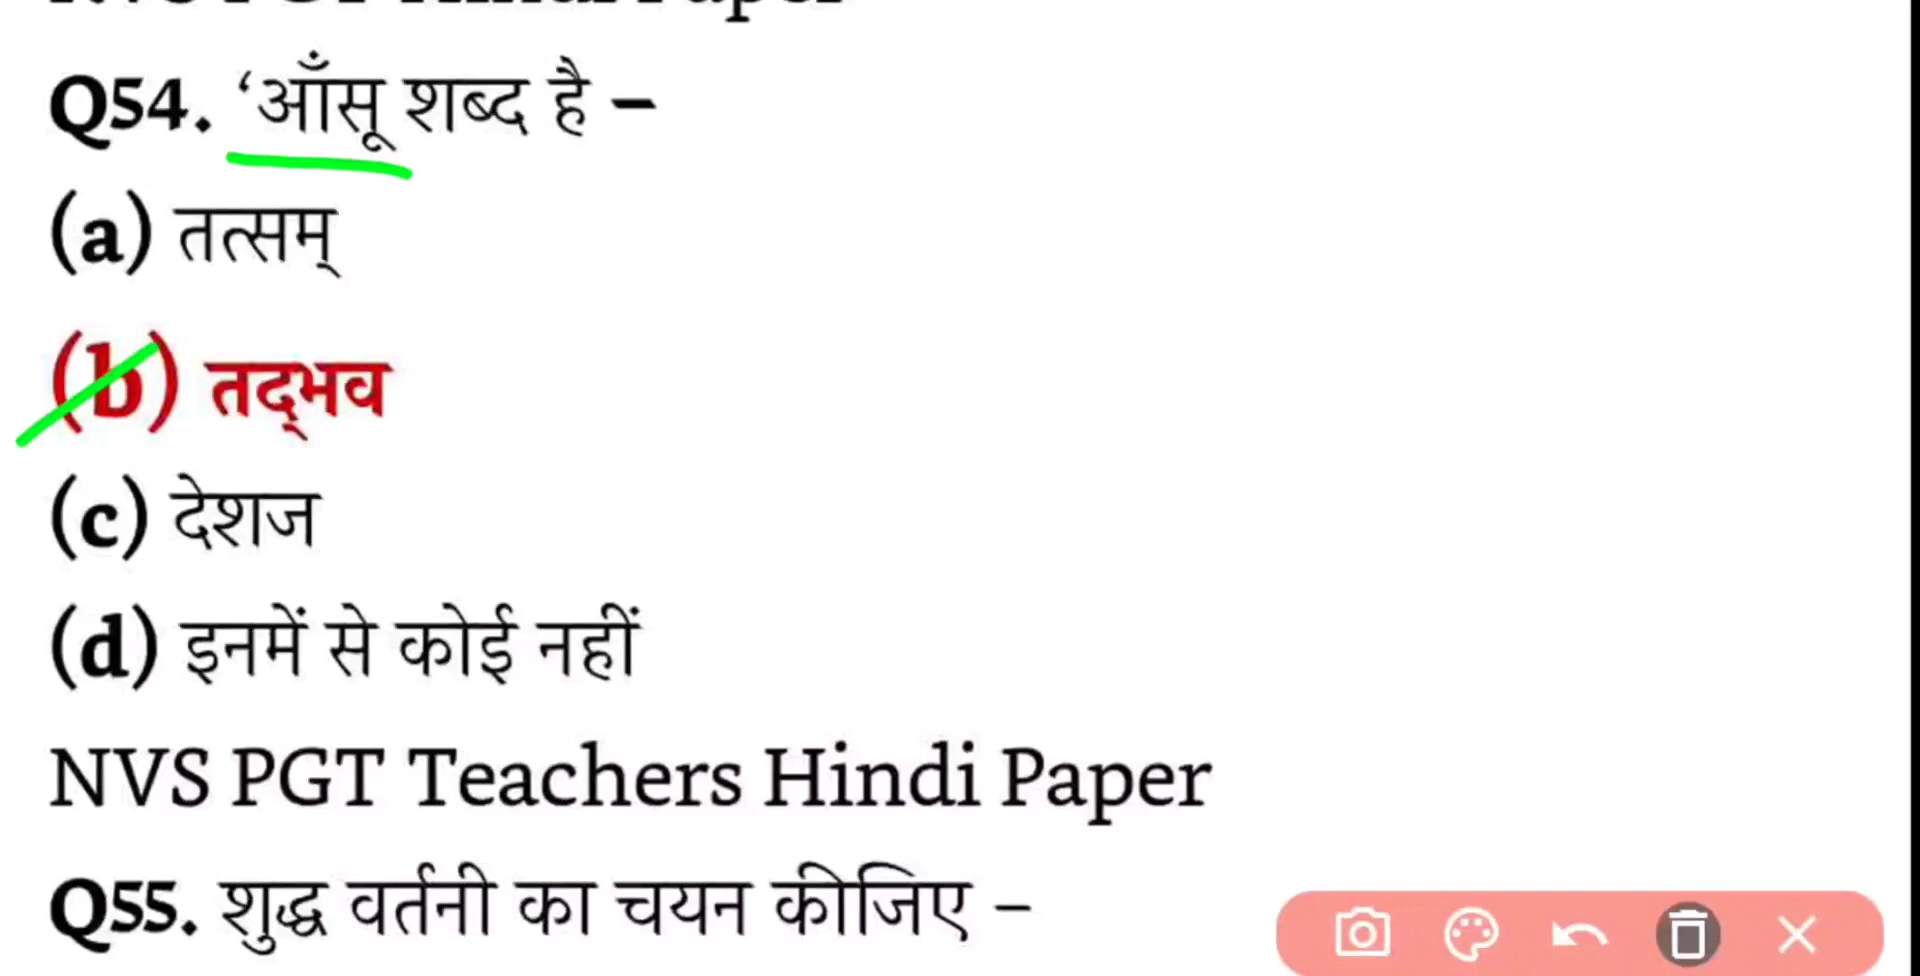 Q54. ‘आँसू शब्द है –
(a) तत्सम्
(b) तद्‌भव
(c) देशज
(d) इनमें से कोई नहीं
NVS PGT Teachers Hindi Paper
Q55. शुद्ध वर्तनी का चयन कीजिए –